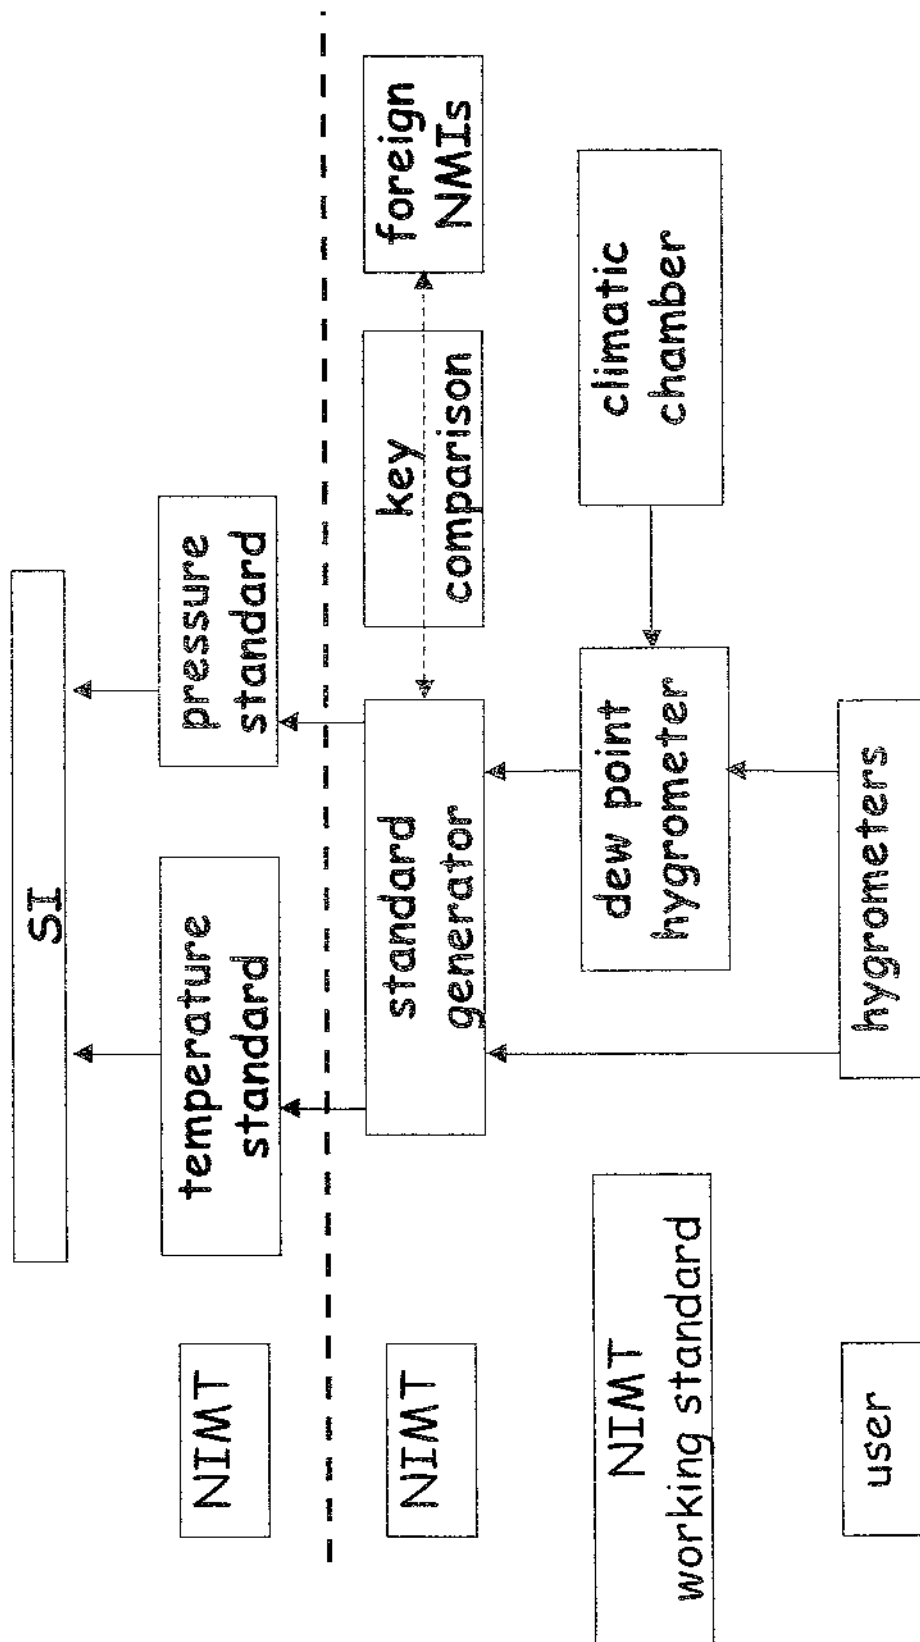 SI
NIMT
temperature
standard
pressure
standard
NIMT
standard
generator
key
comparison
foreign
NMIs
NIMT
working standard
dew point
hygrometer
climatic
chamber
user
hygrometers